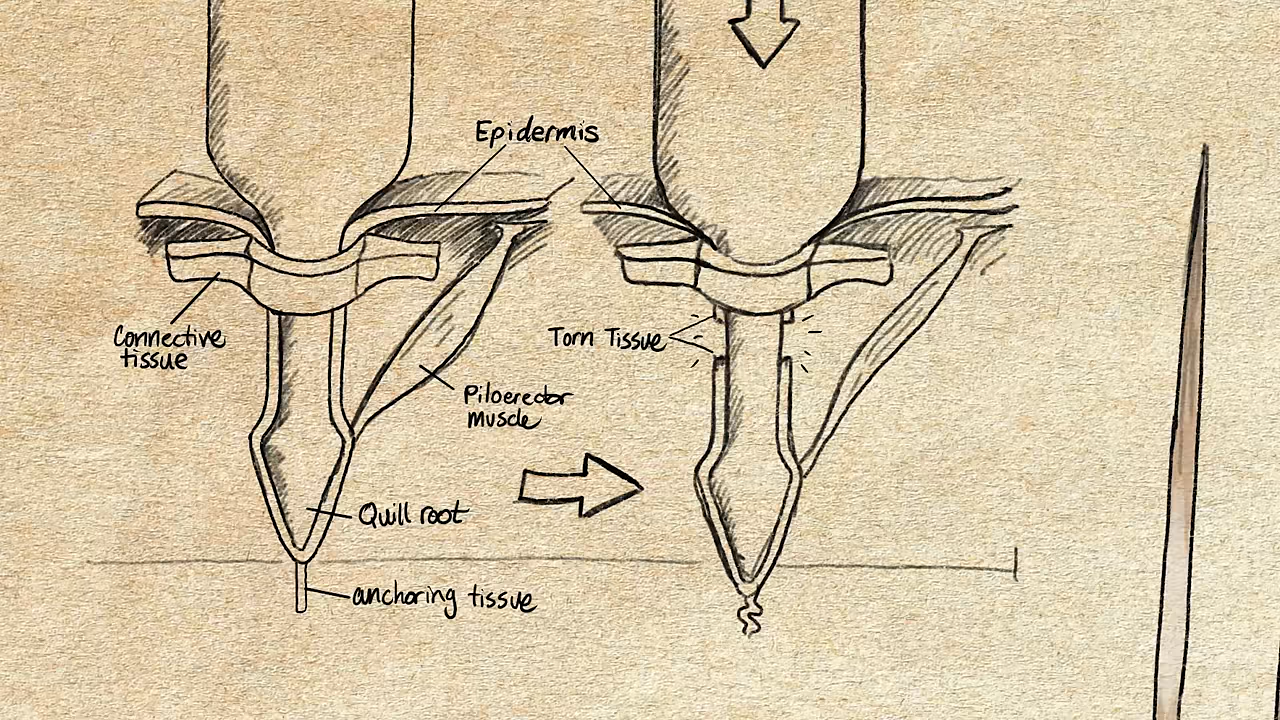 Epidermis
Connective
tissue
Torn Tissue
Piloerector
muscle
Quill root
anchoring tissue